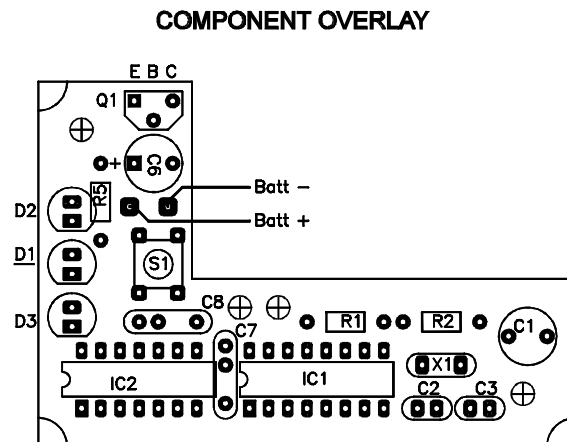 COMPONENT OVERLAY
E B C
Q1
+
C6
R5
Batt -
Batt +
D2
D1
S1
D3
C8
C7
R1
R2
C1
X1
IC2
IC1
C2
C3